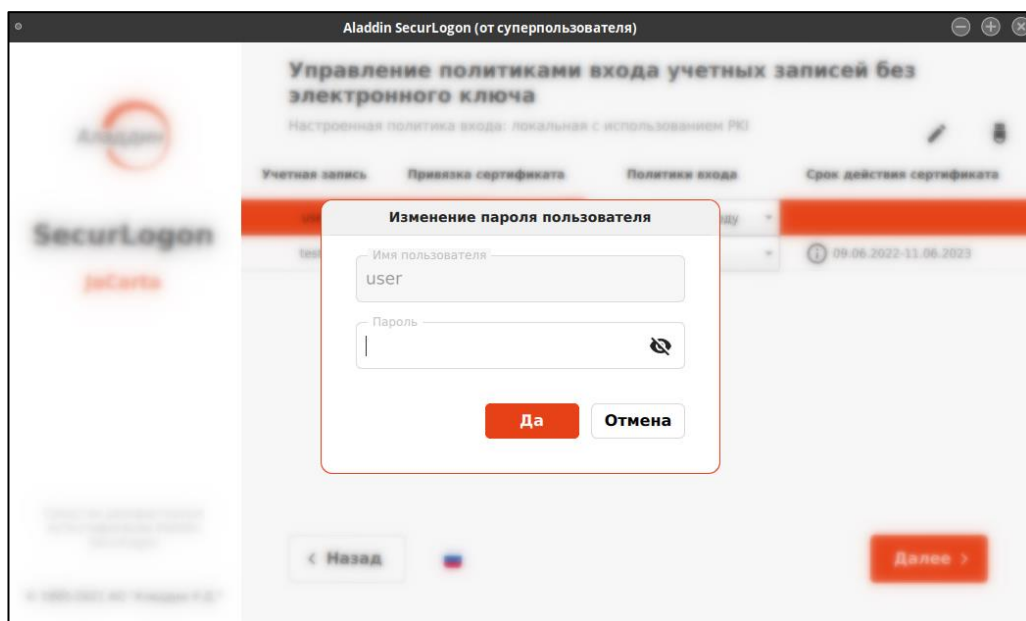 Aladdin SecurLogon (от суперпользователя)
Управление политиками входа учетных записей без
электронного ключа
Настроенная политика входа: локальная с использованием PKI
Аладдин
Учетная запись Привязка сертификата Политики входа Срок действия сертификата
SecurLogon
JaCarta
09.06.2022-11.06.2023
Изменение пароля пользователя
Имя пользователя
user
Пароль
Да Отмена
Назад Далее